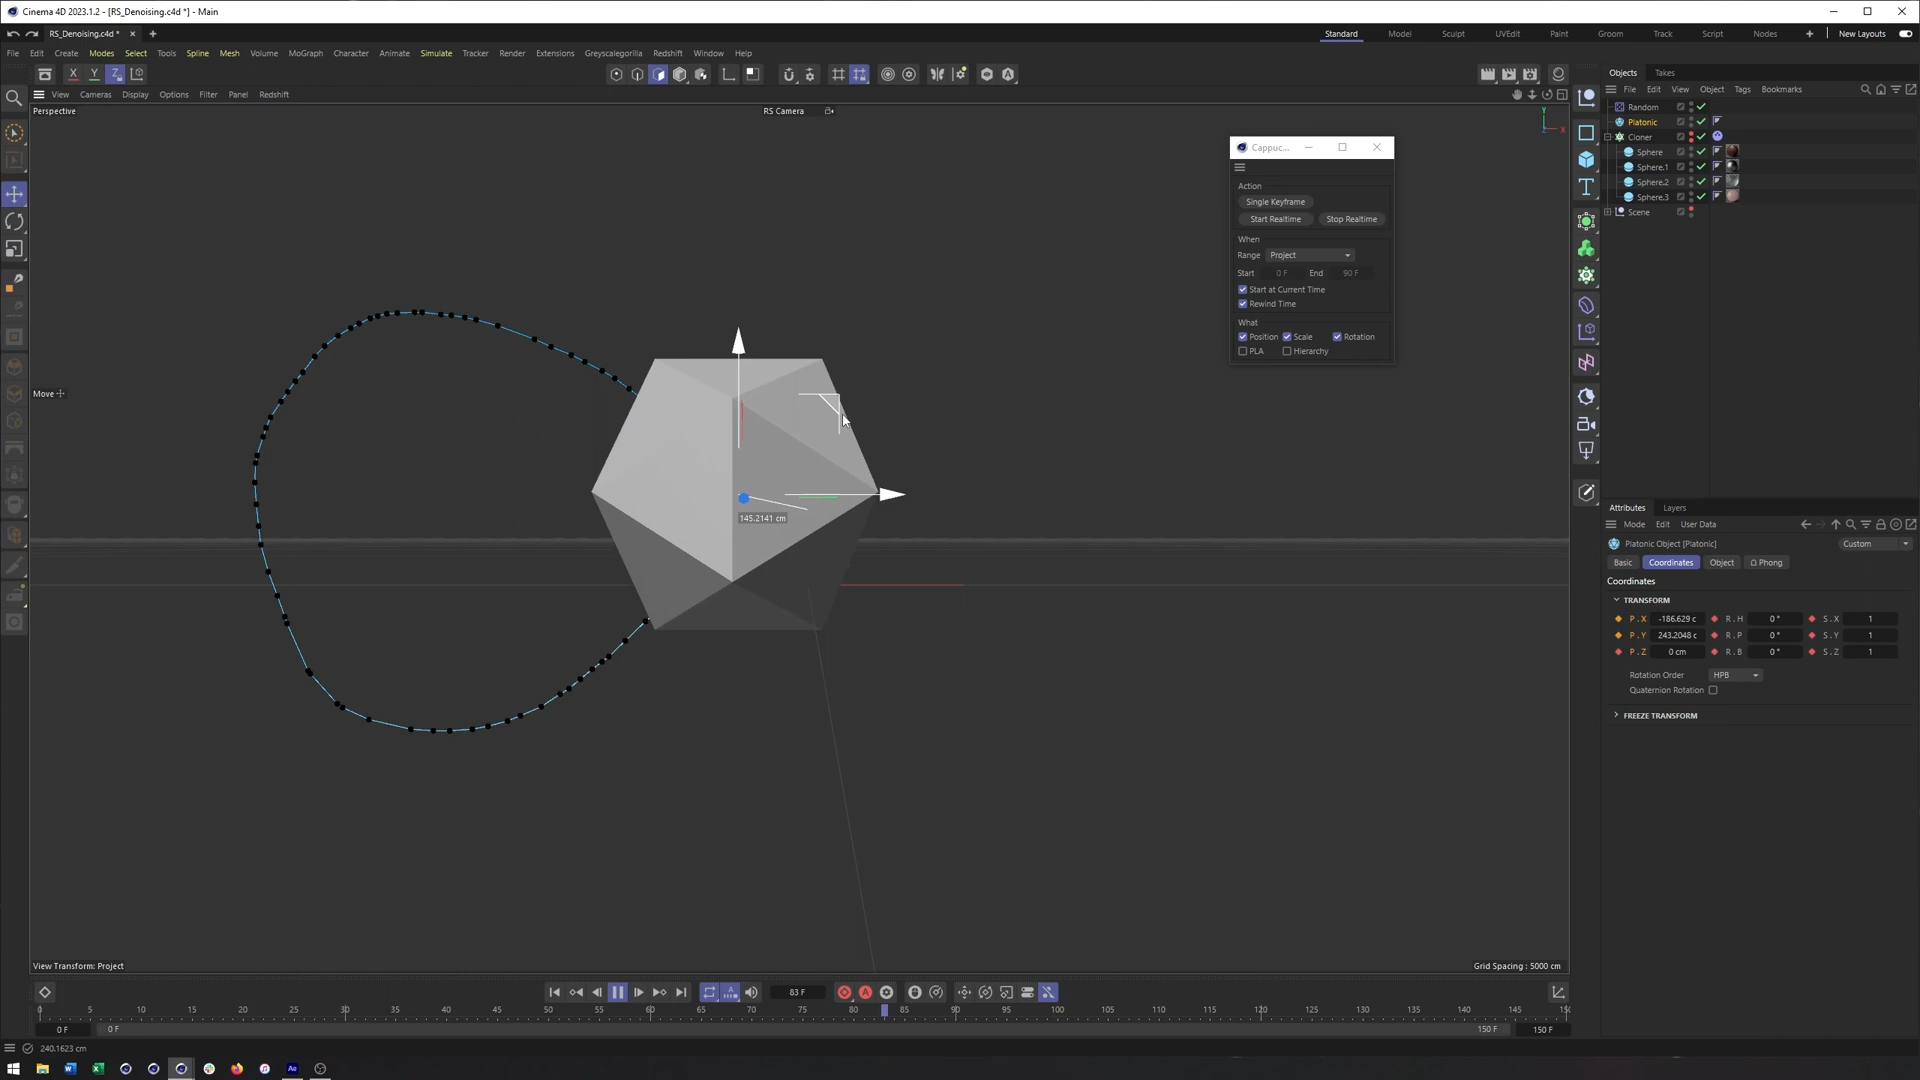 Cinema 4D 2023.1.2 - [RS_Denoising.c4d *] - Main
RS_Denoising.c4d *
Standard Model Sculpt UVEdit Paint Groom Track Script Nodes New Layouts
File Edit Create Modes Select Tools Spline Mesh Volume MoGraph Character Animate Simulate Tracker Render Extensions Greyscalegorilla Redshift Window Help
X Y Z
View Cameras Display Options Filter Panel Redshift
Perspective
RS Camera
Y
X
Move
145.2141 cm
View Transform: Project
Grid Spacing : 5000 cm
Cappuc...
Action
Single Keyframe
Start Realtime Stop Realtime
When
Range Project
Start 0 F End 90 F
Start at Current Time
Rewind Time
What
Position Scale Rotation
PLA Hierarchy
Objects Takes
File Edit View Object Tags Bookmarks
Random
Platonic
Cloner
Sphere
Sphere.1
Sphere.2
Sphere.3
Scene
Attributes Layers
Mode Edit User Data
Platonic Object [Platonic] Custom
Basic Coordinates Object Phong
Coordinates
TRANSFORM
P.X -186.629 c R.H 0 ° S.X 1
P.Y 243.2048 c R.P 0 ° S.Y 1
P.Z 0 cm R.B 0 ° S.Z 1
Rotation Order HPB
Quaternion Rotation
FREEZE TRANSFORM
83 F
0 5 10 15 20 25 30 35 40 45 50 55 60 65 70 75 80 85 90 95 100 105 110 115 120 125 130 135 140 145
0 F 0 F 150 F 150 F
240.1623 cm